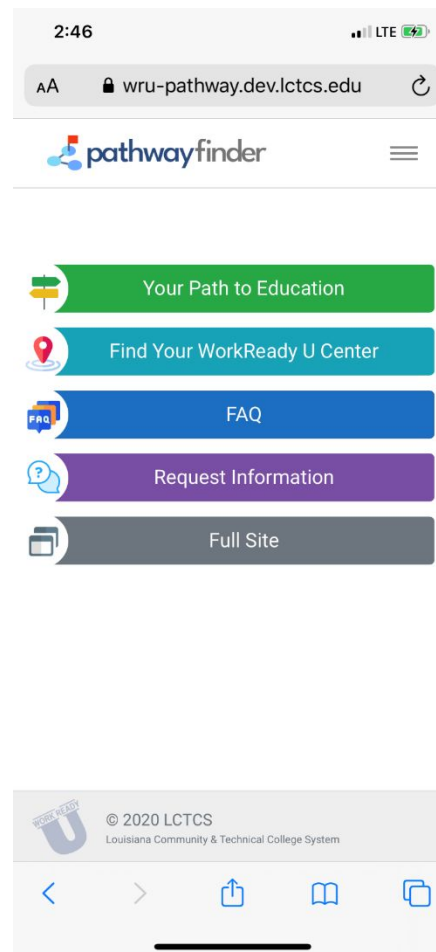 2:46
LTE
AA wru-pathway.dev.lctcs.edu
pathwayfinder
Your Path to Education
Find Your WorkReady U Center
FAQ
FAQ
Request Information
Full Site
WORK READY
U
© 2020 LCTCS
Louisiana Community & Technical College System